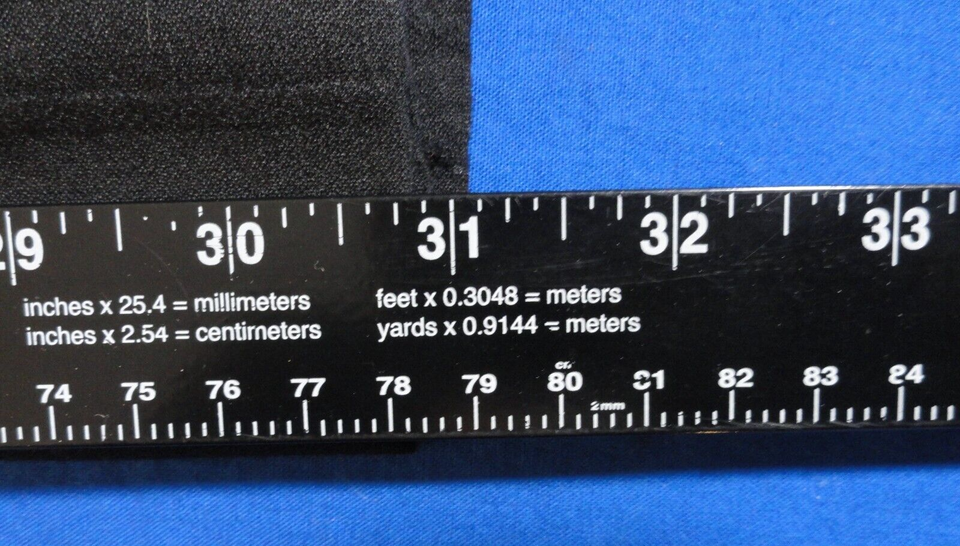 29 30 31 32 33
inches x 25.4 = millimeters
inches x 2.54 = centimeters
feet x 0.3048 = meters
yards x 0.9144 = meters
cm
74 75 76 77 78 79 80 81 82 83 84
2mm